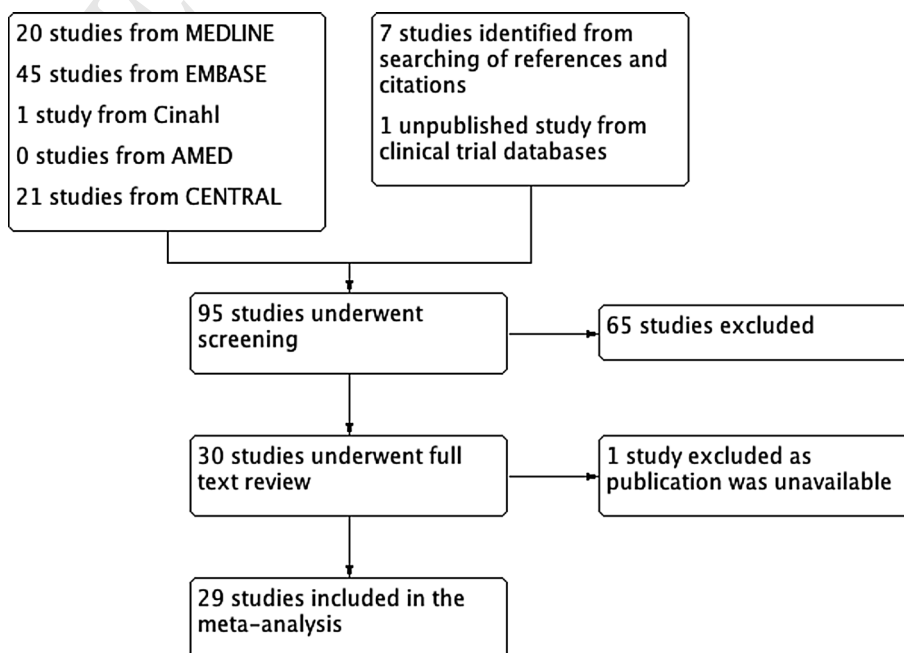 20 studies from MEDLINE
45 studies from EMBASE
1 study from Cinahl
0 studies from AMED
21 studies from CENTRAL
7 studies identified from
searching of references and
citations
1 unpublished study from
clinical trial databases
95 studies underwent
screening
65 studies excluded
30 studies underwent full
text review
1 study excluded as
publication was unavailable
29 studies included in the
meta-analysis